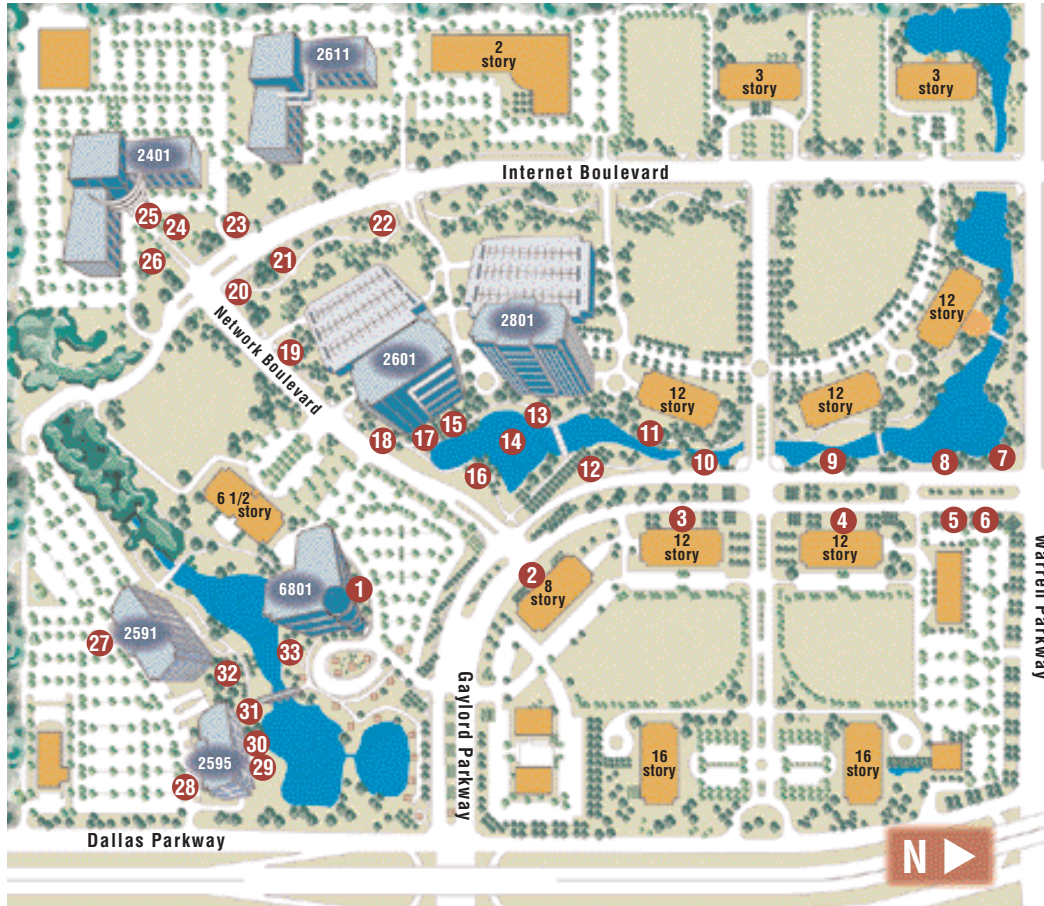 2611
2
story
3
story
3
story
2401
Internet Boulevard
25
24
23
22
26
21
20
Network Boulevard
2801
12
story
19
2601
12
story
12
story
13
15
18
17
14
11
16
12
10
9
8
7
6 1/2
story
3
12
story
4
12
story
5
6
Warren Parkway
2
8
story
6801
1
2591
27
33
32
Gaylord Parkway
31
30
29
2595
28
16
story
16
story
Dallas Parkway
N